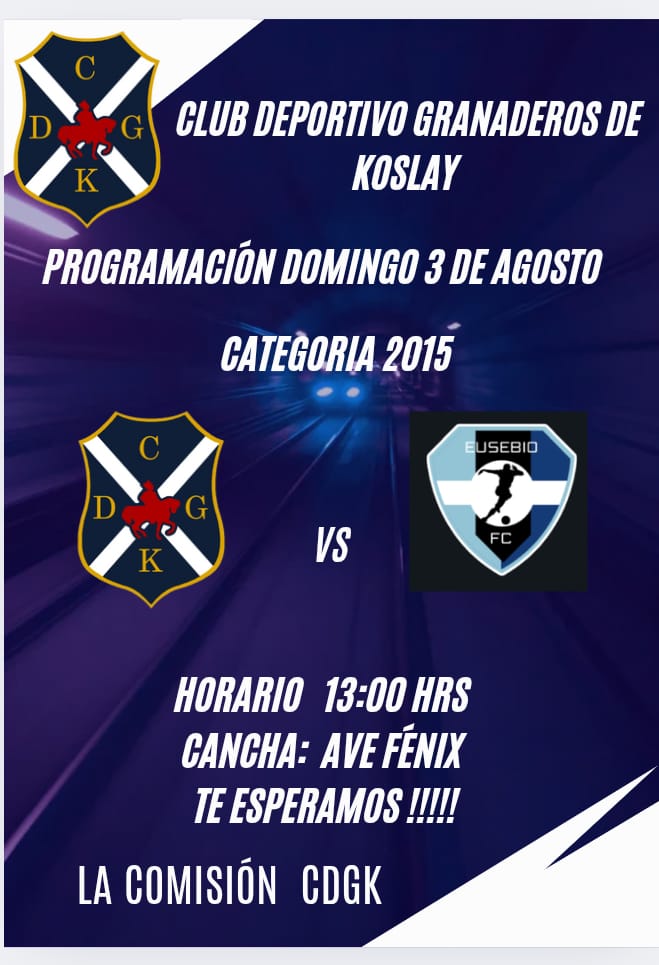 C
D G
K
CLUB DEPORTIVO GRANADEROS DE
KOSLAY
PROGRAMACIÓN DOMINGO 3 DE AGOSTO
CATEGORIA 2015
C
D G
K
VS
EUSEBIO
FC
HORARIO 13:00 HRS
CANCHA: AVE FÉNIX
TE ESPERAMOS !!!!!
LA COMISIÓN CDGK